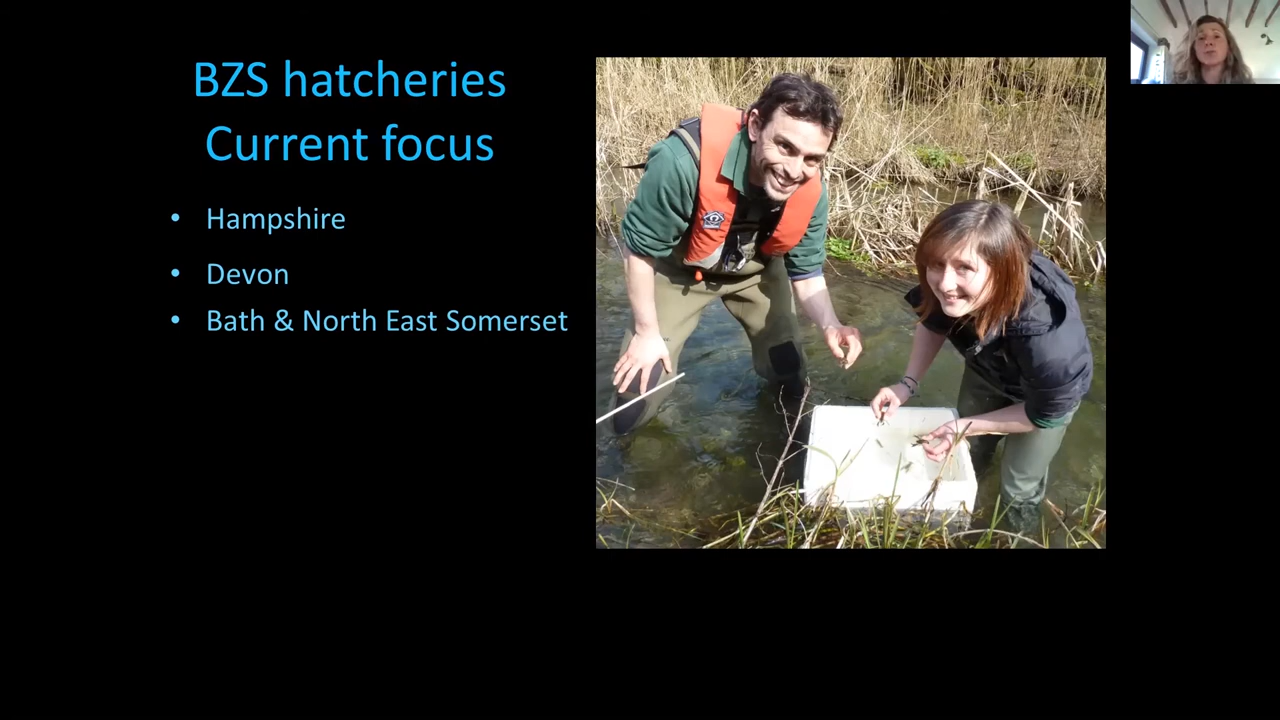 BZS hatcheries
Current focus
• Hampshire
• Devon
• Bath & North East Somerset